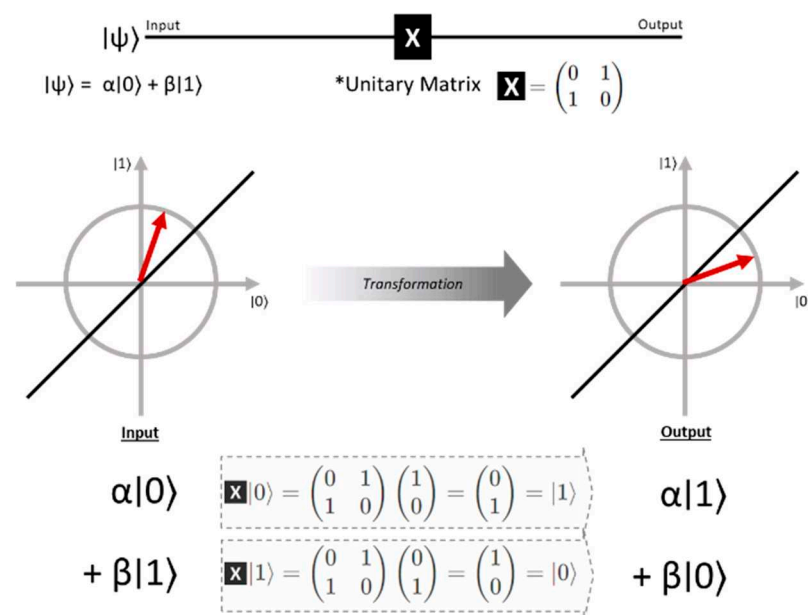 Input Output
|ψ⟩ X
|ψ⟩ = α|0⟩ + β|1⟩ *Unitary Matrix X = (0 1
1 0)
|1⟩ |1⟩
Transformation
|0⟩ |0
Input Output
α|0⟩ X|0⟩ = (0 1 1 0)(1 0) = (0 1) = |1⟩ α|1⟩
+ β|1⟩ X|1⟩ = (0 1 1 0)(0 1) = (1 0) = |0⟩ + β|0⟩